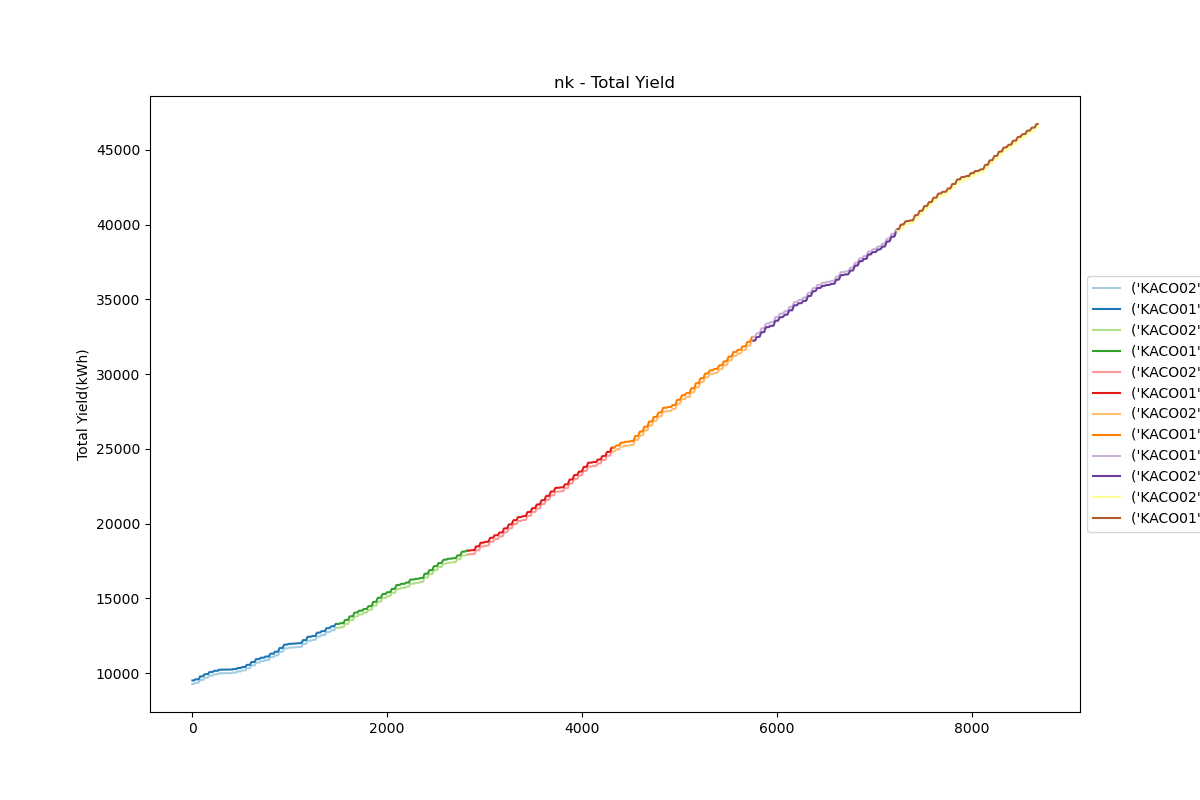 nk - Total Yield
Total Yield(kWh)
45000
40000
35000
30000
25000
20000
15000
10000
0 2000 4000 6000 8000
('KACO02'
('KACO01'
('KACO02'
('KACO01'
('KACO02'
('KACO01'
('KACO02'
('KACO01'
('KACO01'
('KACO02'
('KACO02'
('KACO01'